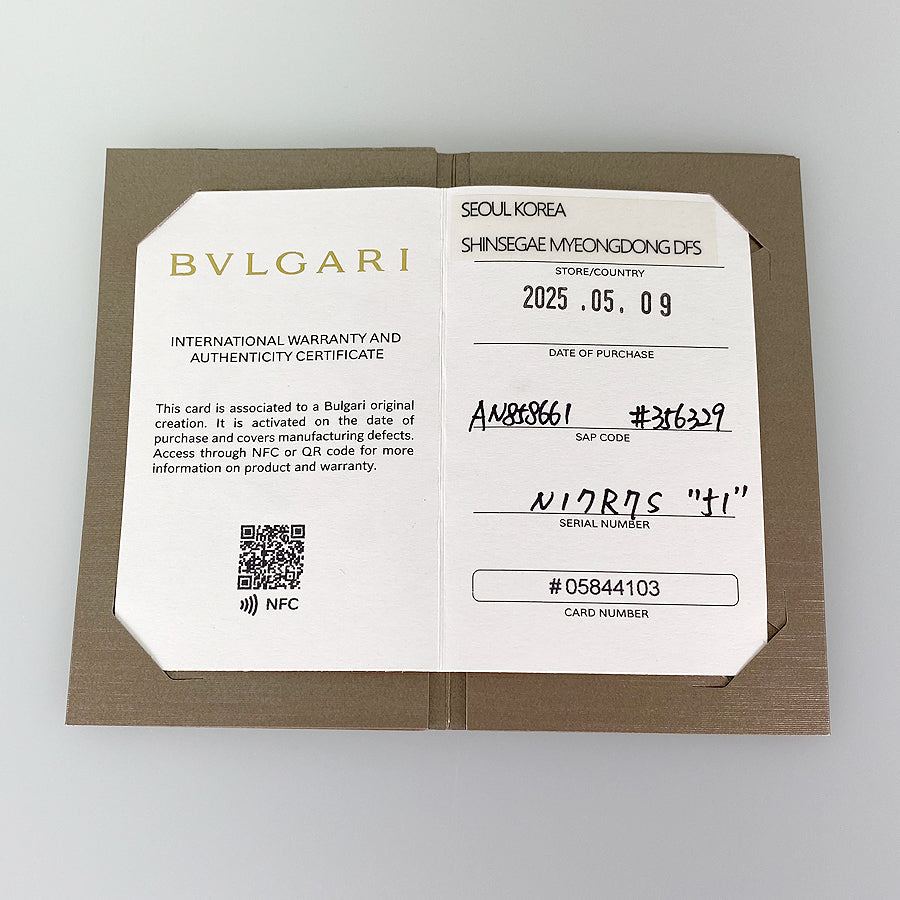 BVLGARI
INTERNATIONAL WARRANTY AND
AUTHENTICITY CERTIFICATE
This card is associated to a Bulgari original
creation. It is activated on the date of
purchase and covers manufacturing defects.
Access through NFC or QR code for more
information on product and warranty.
NFC
SEOUL KOREA
SHINSEGAE MYEONGDONG DFS
STORE/COUNTRY
2025 .05. 09
DATE OF PURCHASE
AN858661 #356329
SAP CODE
N17R7S "51"
SERIAL NUMBER
#05844103
CARD NUMBER